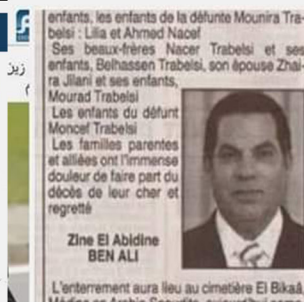 enfants, les enfants de la défunte Mounira Tra-
belsi : Lilia et Ahmed Nacef
Ses beaux-frères Nacer Trabelsi et ses
enfants, Belhassen Trabelsi, son épouse Zhai-
ra Jilani et ses enfants,
Mourad Trabelsi
Les enfants du défunt
Moncef Trabelsi
Les familles parentes
et alliées ont l'immense
douleur de faire part du
décès de leur cher et
regretté
Zine El Abidine
BEN ALI
L'enterrement aura lieu au cimetière El Bikaâ
زين